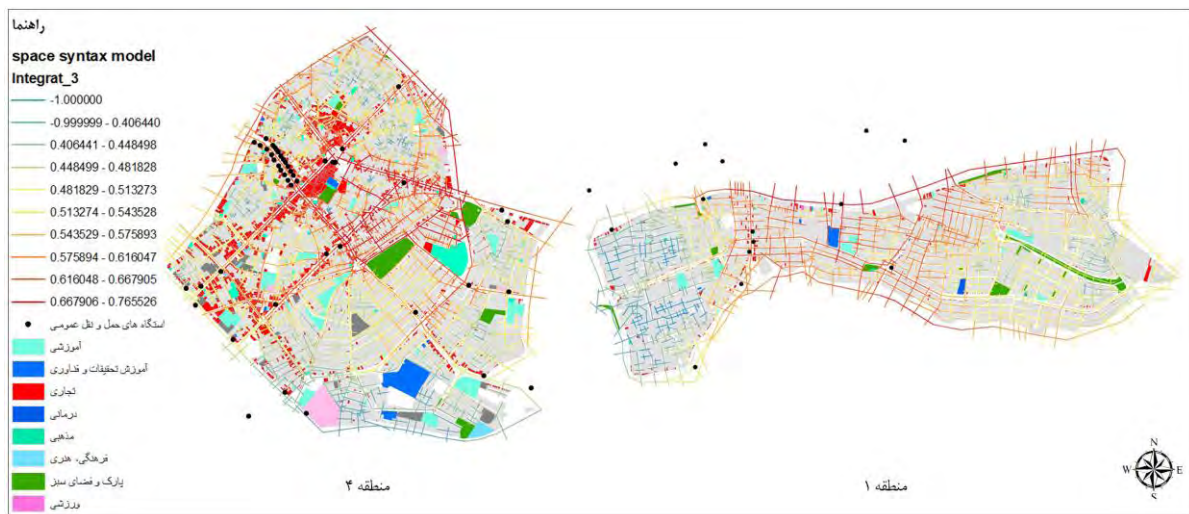 راهنما
space syntax model
Integrat_3
-1.000000
-0.999999 - 0.406440
0.406441 - 0.448498
0.448499 - 0.481828
0.481829 - 0.513273
0.513274 - 0.543528
0.543529 - 0.575893
0.575894 - 0.616047
0.616048 - 0.667905
0.667906 - 0.765526
ایستگاه های حمل و نقل عمومی
آموزشی
آموزش تحقیقات و فناوری
تجاری
درمانی
مذهبی
فرهنگی، هنری
پارک و فضای سبز
ورزشی
منطقه ۴
منطقه ۱
N
W E
S